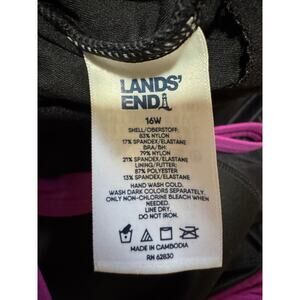 LANDS'
END
16W
SHELL/OBERSTOFF:
83% NYLON
17% SPANDEX/ELASTANE
BRA/BH:
79% NYLON
21% SPANDEX/ELASTANE
LINING/FUTTER:
87% POLYESTER
13% SPANDEX/ELASTANE
HAND WASH COLD.
WASH DARK COLORS SEPARATELY.
ONLY NON-CHLORINE BLEACH WHEN
NEEDED.
LINE DRY.
DO NOT IRON.
MADE IN CAMBODIA
RN 62830